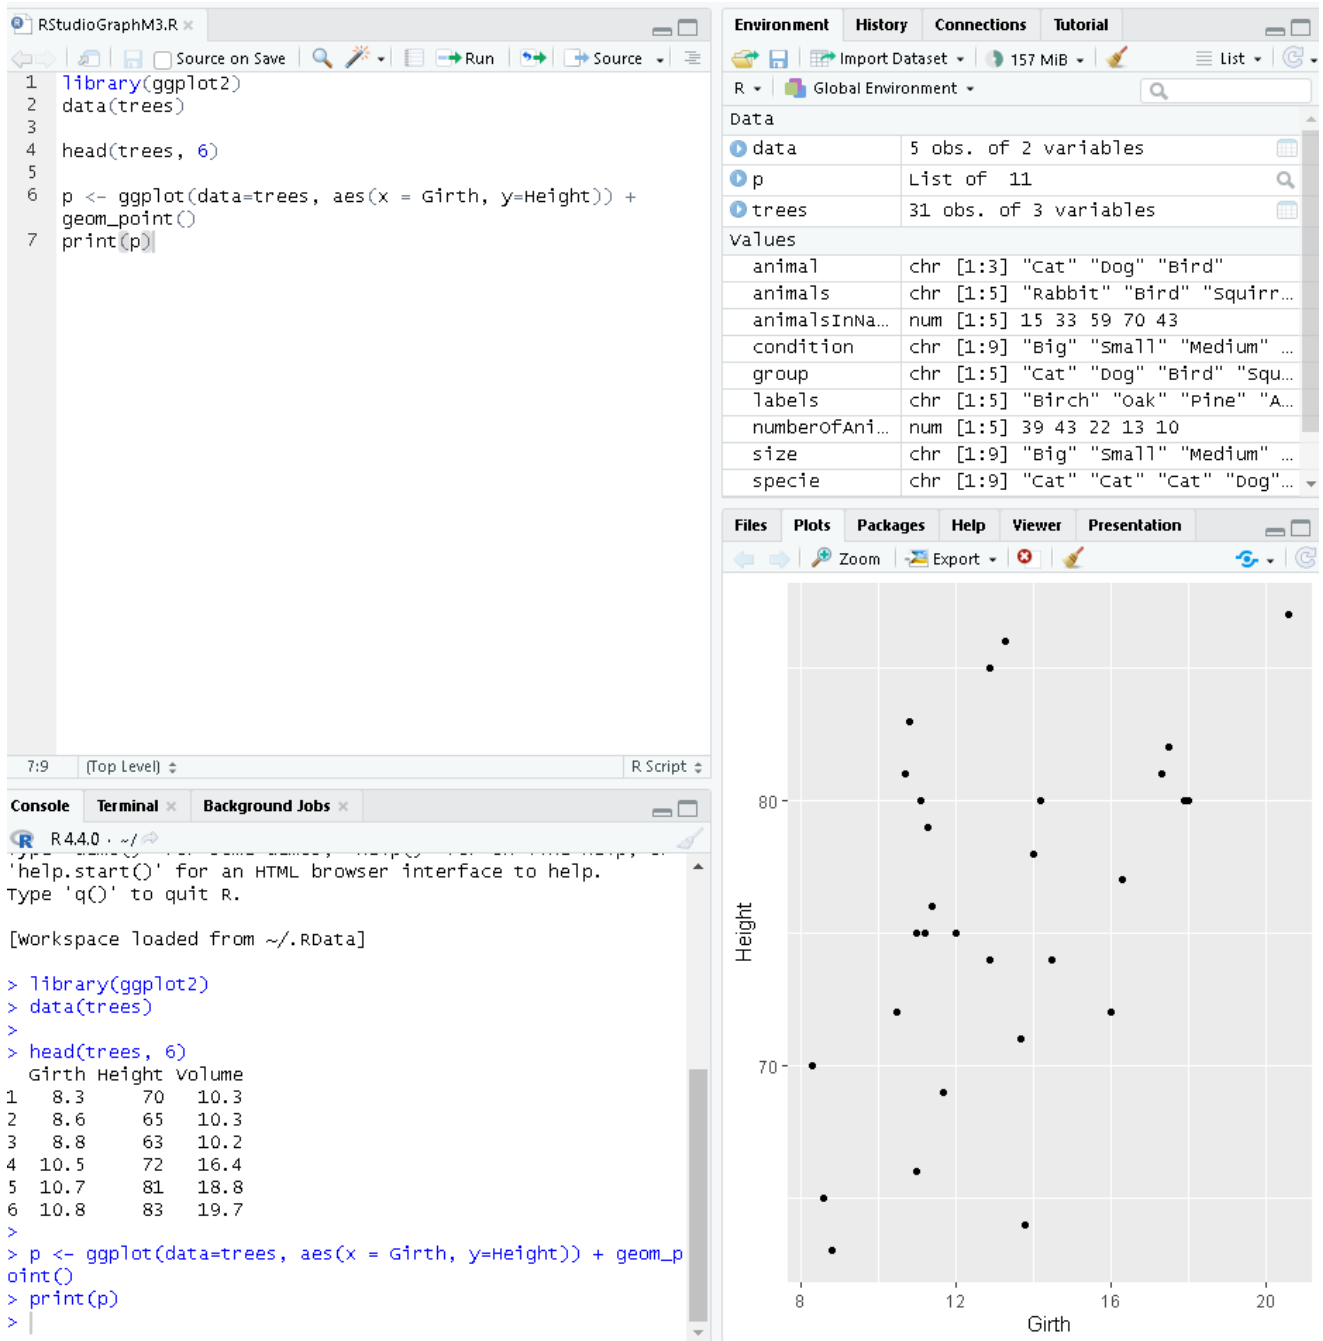 RStudioGraphM3.R
Source on Save
Run
Source
1 library(ggplot2)
2 data(trees)
3
4 head(trees, 6)
5
6 p <- ggplot(data=trees, aes(x = Girth, y=Height)) +
geom_point()
7 print(p)
7:9 (Top Level) R Script
Console Terminal Background Jobs
R 4.4.0 · ~/
'help.start()' for an HTML browser interface to help.
Type 'q()' to quit R.
[Workspace loaded from ~/.RData]
> library(ggplot2)
> data(trees)
>
> head(trees, 6)
Girth Height Volume
1 8.3 70 10.3
2 8.6 65 10.3
3 8.8 63 10.2
4 10.5 72 16.4
5 10.7 81 18.8
6 10.8 83 19.7
>
> p <- ggplot(data=trees, aes(x = Girth, y=Height)) + geom_p
oint()
> print(p)
>
Environment History Connections Tutorial
Import Dataset 157 MiB List
R Global Environment
Data
data 5 obs. of 2 variables
p List of 11
trees 31 obs. of 3 variables
Values
animal chr [1:3] "Cat" "Dog" "Bird"
animals chr [1:5] "Rabbit" "Bird" "Squirr...
animalsInNa... num [1:5] 15 33 59 70 43
condition chr [1:9] "Big" "Small" "Medium" ...
group chr [1:5] "Cat" "Dog" "Bird" "Squ...
labels chr [1:5] "Birch" "Oak" "Pine" "A...
numberOfAni... num [1:5] 39 43 22 13 10
size chr [1:9] "Big" "Small" "Medium" ...
specie chr [1:9] "Cat" "Cat" "Cat" "Dog"...
Files Plots Packages Help Viewer Presentation
Zoom Export
80
Height
70
8 12 16 20
Girth